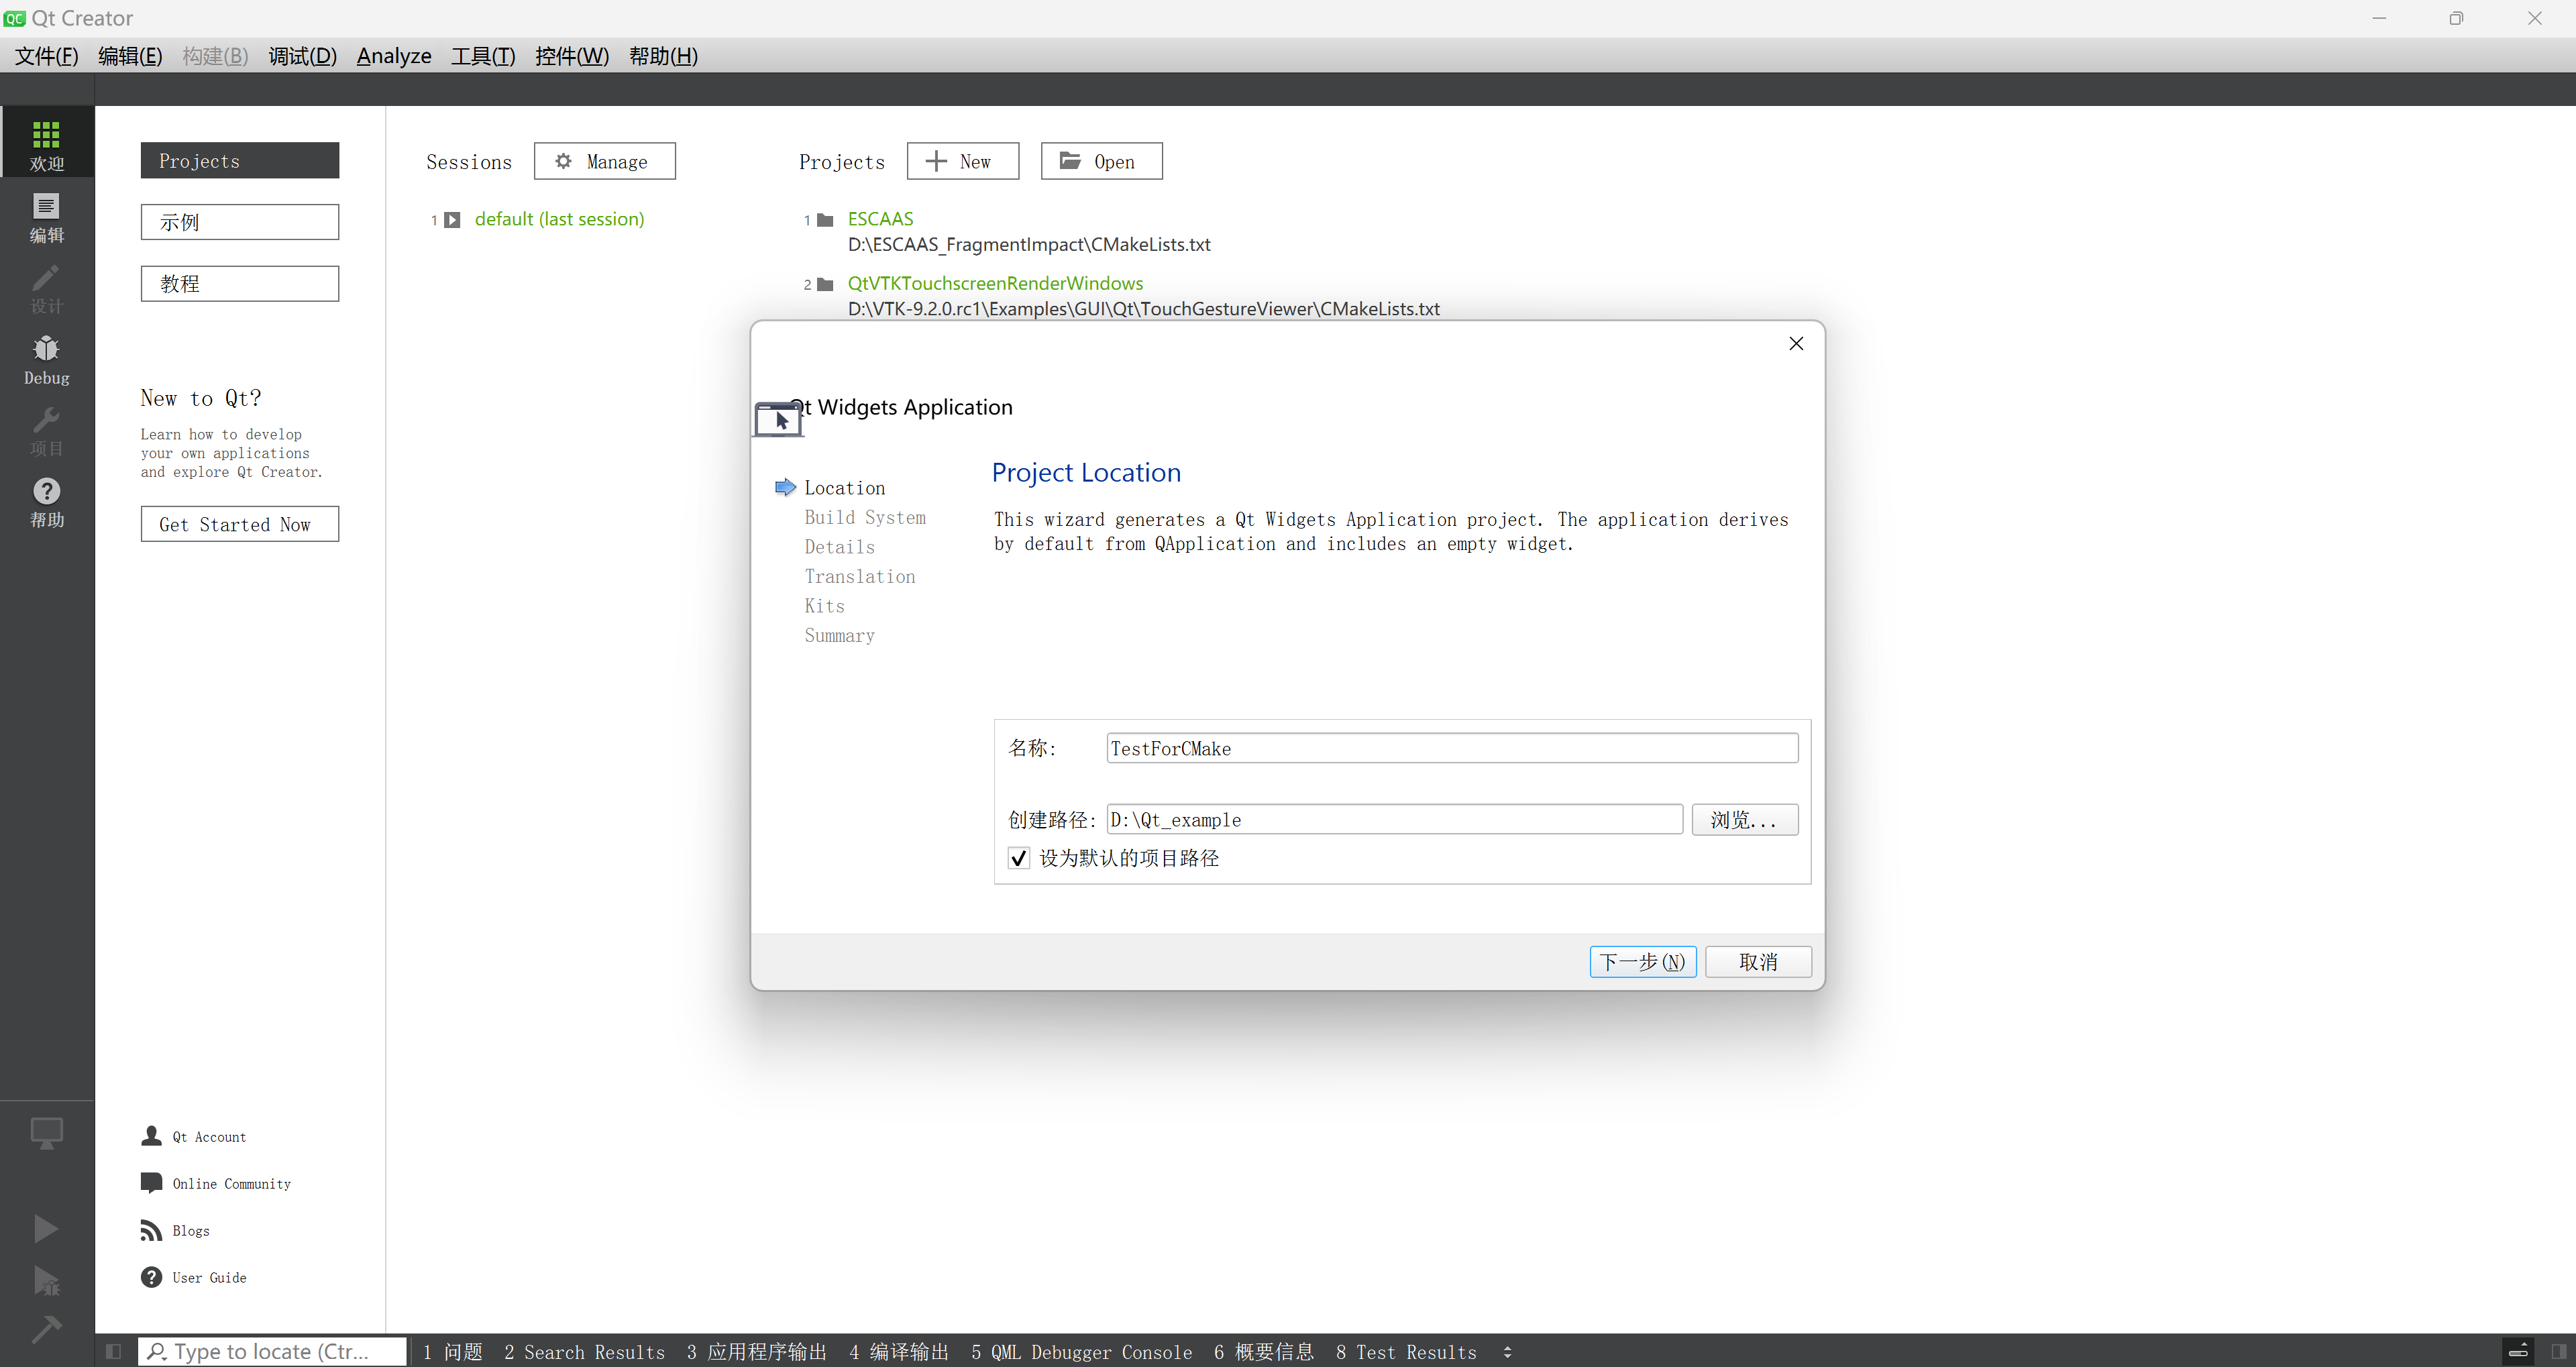 QC Qt Creator
文件(F) 编辑(E) 构建(B) 调试(D) Analyze 工具(T) 控件(W) 帮助(H)
欢迎
编辑
设计
Debug
项目
帮助
Projects
示例
教程
New to Qt?
Learn how to develop
your own applications
and explore Qt Creator.
Get Started Now
Qt Account
Online Community
Blogs
User Guide
Sessions Manage
1 default (last session)
Projects New Open
1 ESCAAS
D:\ESCAAS_FragmentImpact\CMakeLists.txt
2 QtVTKTouchscreenRenderWindows
D:\VTK-9.2.0.rc1\Examples\GUI\Qt\TouchGestureViewer\CMakeLists.txt
Qt Widgets Application
Location
Build System
Details
Translation
Kits
Summary
Project Location
This wizard generates a Qt Widgets Application project. The application derives
by default from QApplication and includes an empty widget.
名称: TestForCMake
创建路径: D:\Qt_example 浏览...
设为默认的项目路径
下一步(N) 取消
Type to locate (Ctr... 1 问题 2 Search Results 3 应用程序输出 4 编译输出 5 QML Debugger Console 6 概要信息 8 Test Results